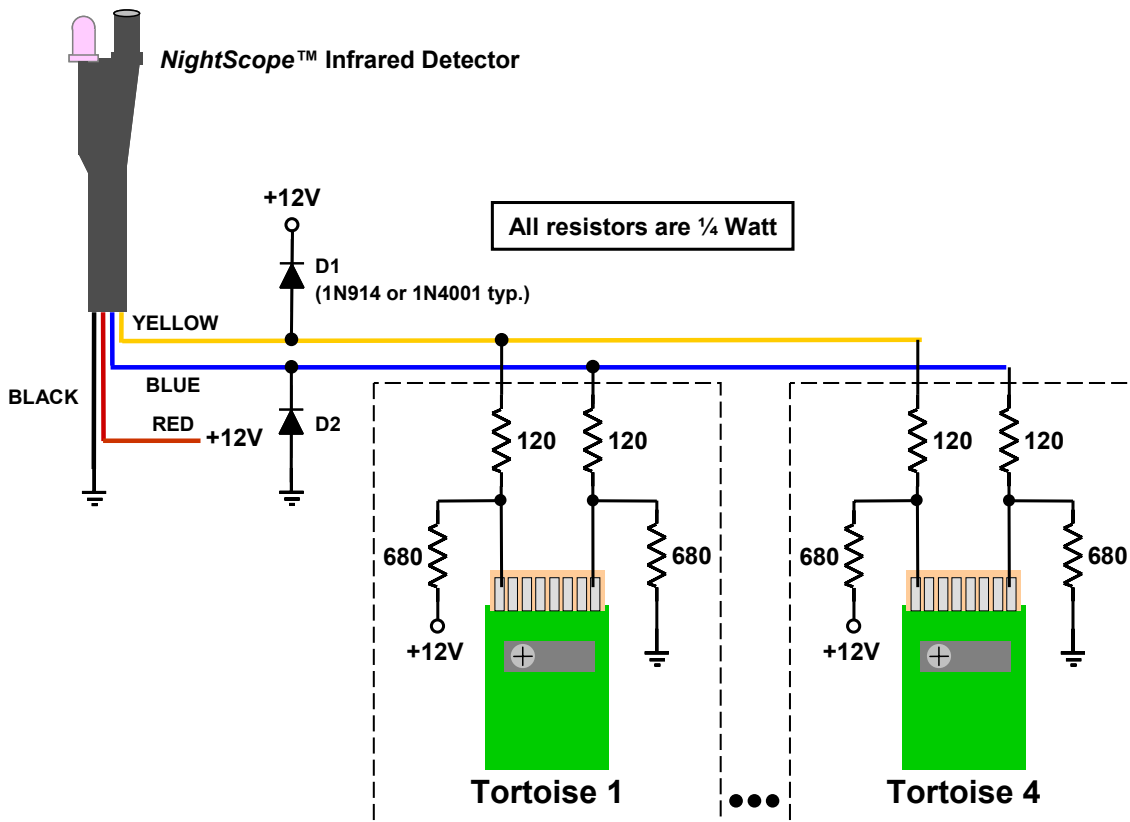 NightScope™ Infrared Detector
+12V
All resistors are ¼ Watt
D1
(1N914 or 1N4001 typ.)
YELLOW
BLUE
BLACK
RED
+12V
D2
120
120
120
120
680
680
680
680
+12V
+12V
Tortoise 1
Tortoise 4